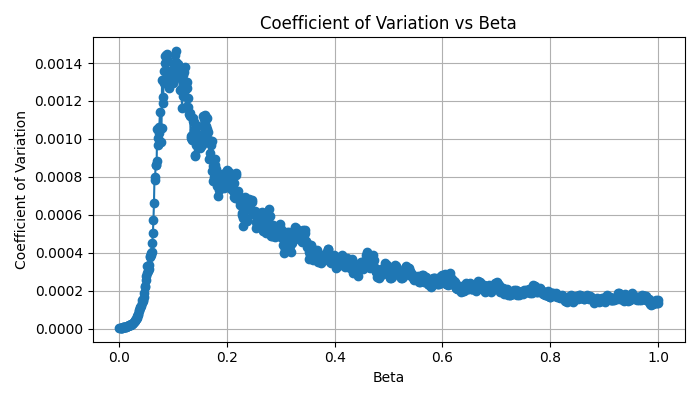 Coefficient of Variation vs Beta
Coefficient of Variation
0.0014
0.0012
0.0010
0.0008
0.0006
0.0004
0.0002
0.0000
0.0 0.2 0.4 0.6 0.8 1.0
Beta